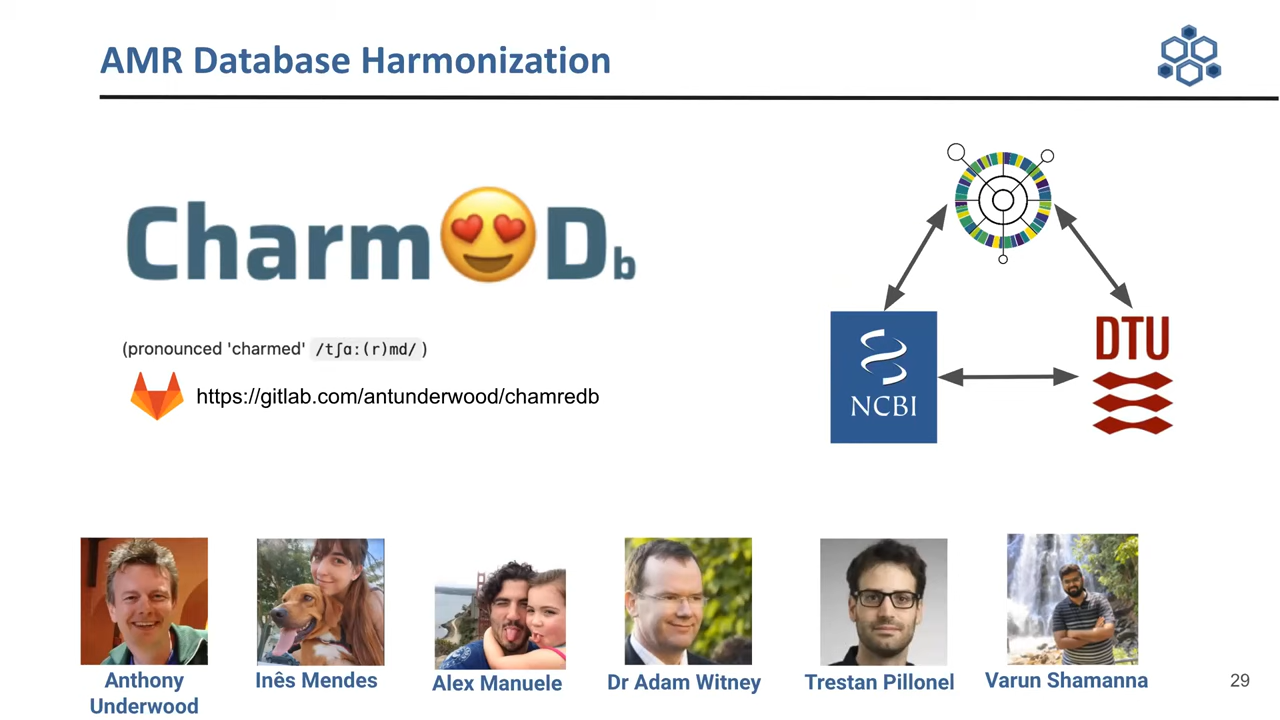 AMR Database Harmonization
Charm😍Db
(pronounced 'charmed' /tʃɑː(r)md/ )
https://gitlab.com/antunderwood/chamredb
NCBI
DTU
Anthony
Underwood
Inês Mendes
Alex Manuele
Dr Adam Witney
Trestan Pillonel
Varun Shamanna
29